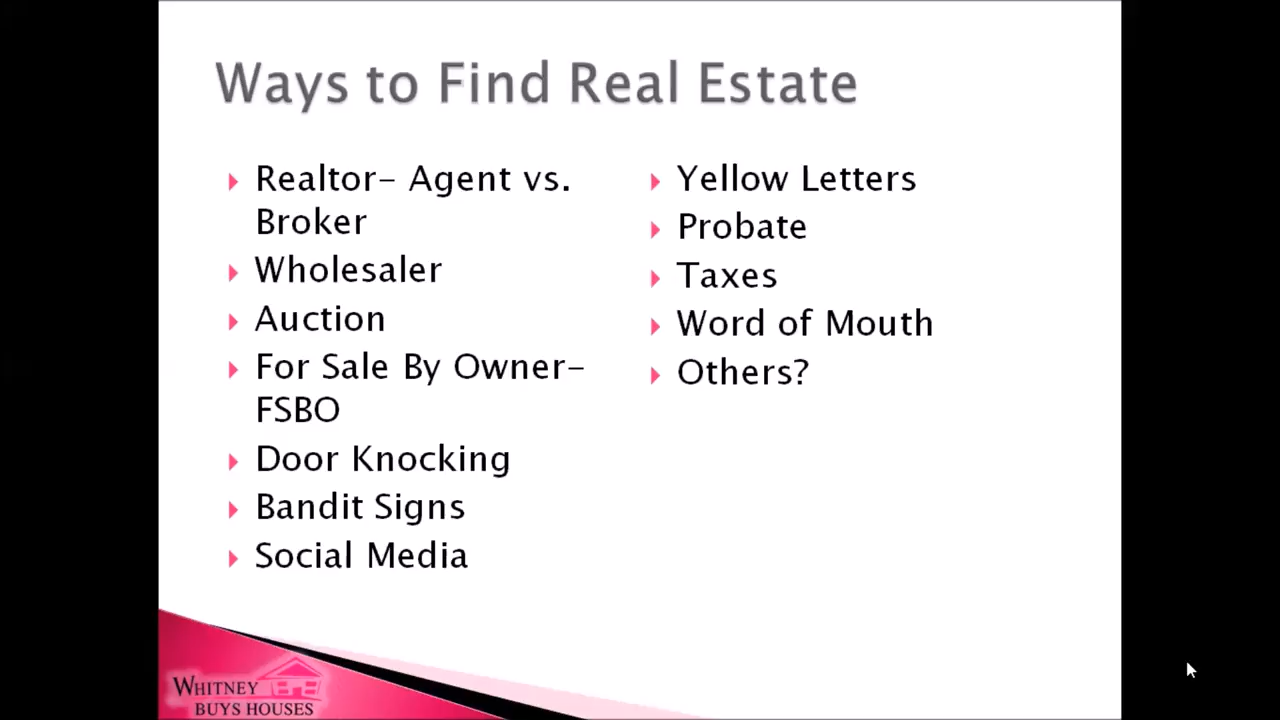 Ways to Find Real Estate
Realtor- Agent vs.
Broker
Wholesaler
Auction
For Sale By Owner-
FSBO
Door Knocking
Bandit Signs
Social Media
Yellow Letters
Probate
Taxes
Word of Mouth
Others?
WHITNEY
BUYS HOUSES